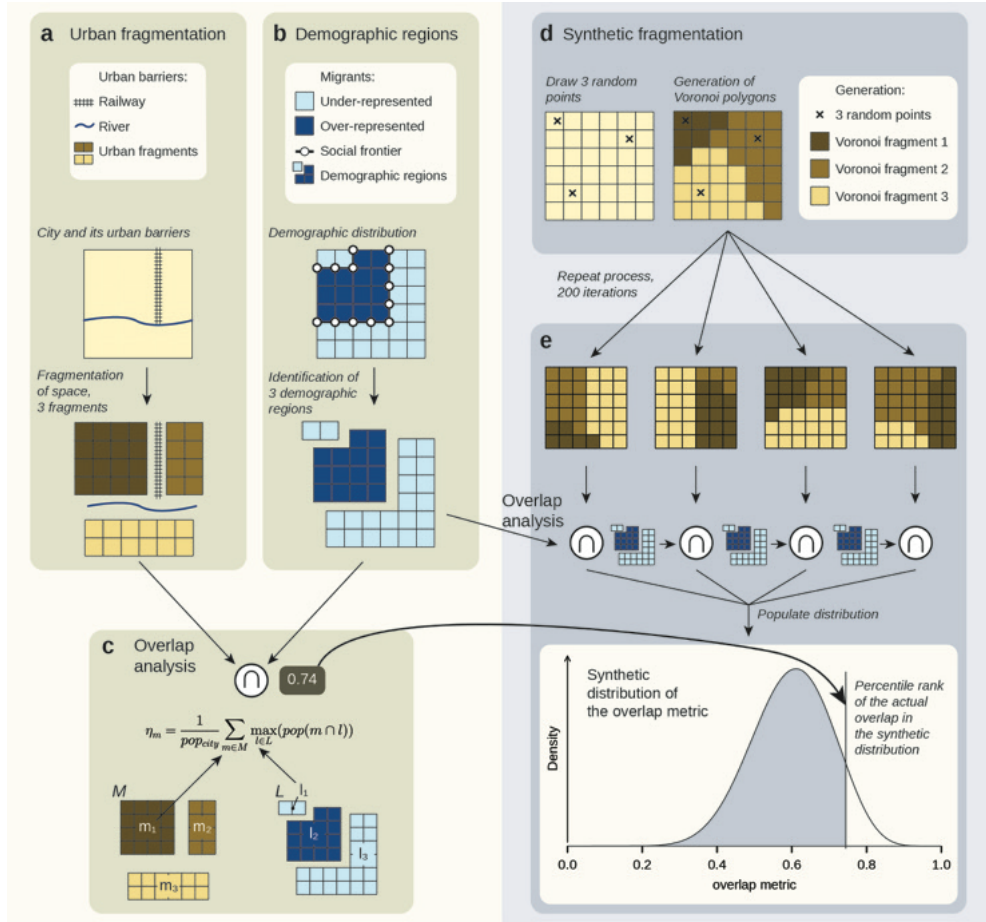 a Urban fragmentation
Urban barriers:
Railway
River
Urban fragments
City and its urban barriers
Fragmentation
of space,
3 fragments
b Demographic regions
Migrants:
Under-represented
Over-represented
Social frontier
Demographic regions
Demographic distribution
Identification of
3 demographic
regions
c Overlap
analysis
0.74
η_m = 1/pop_city ∑_{m∈M} max_{l∈L}(pop(m ∩ l))
M
m₁
m₂
m₃
L
l₁
l₂
l₃
d Synthetic fragmentation
Draw 3 random
points
Generation of
Voronoi polygons
Generation:
3 random points
Voronoi fragment 1
Voronoi fragment 2
Voronoi fragment 3
Repeat process,
200 iterations
e
Overlap
analysis
∩
∩
∩
∩
Populate distribution
Synthetic
distribution of
the overlap metric
Percentile rank
of the actual
overlap in
the synthetic
distribution
Density
0.0 0.2 0.4 0.6 0.8 1.0
overlap metric